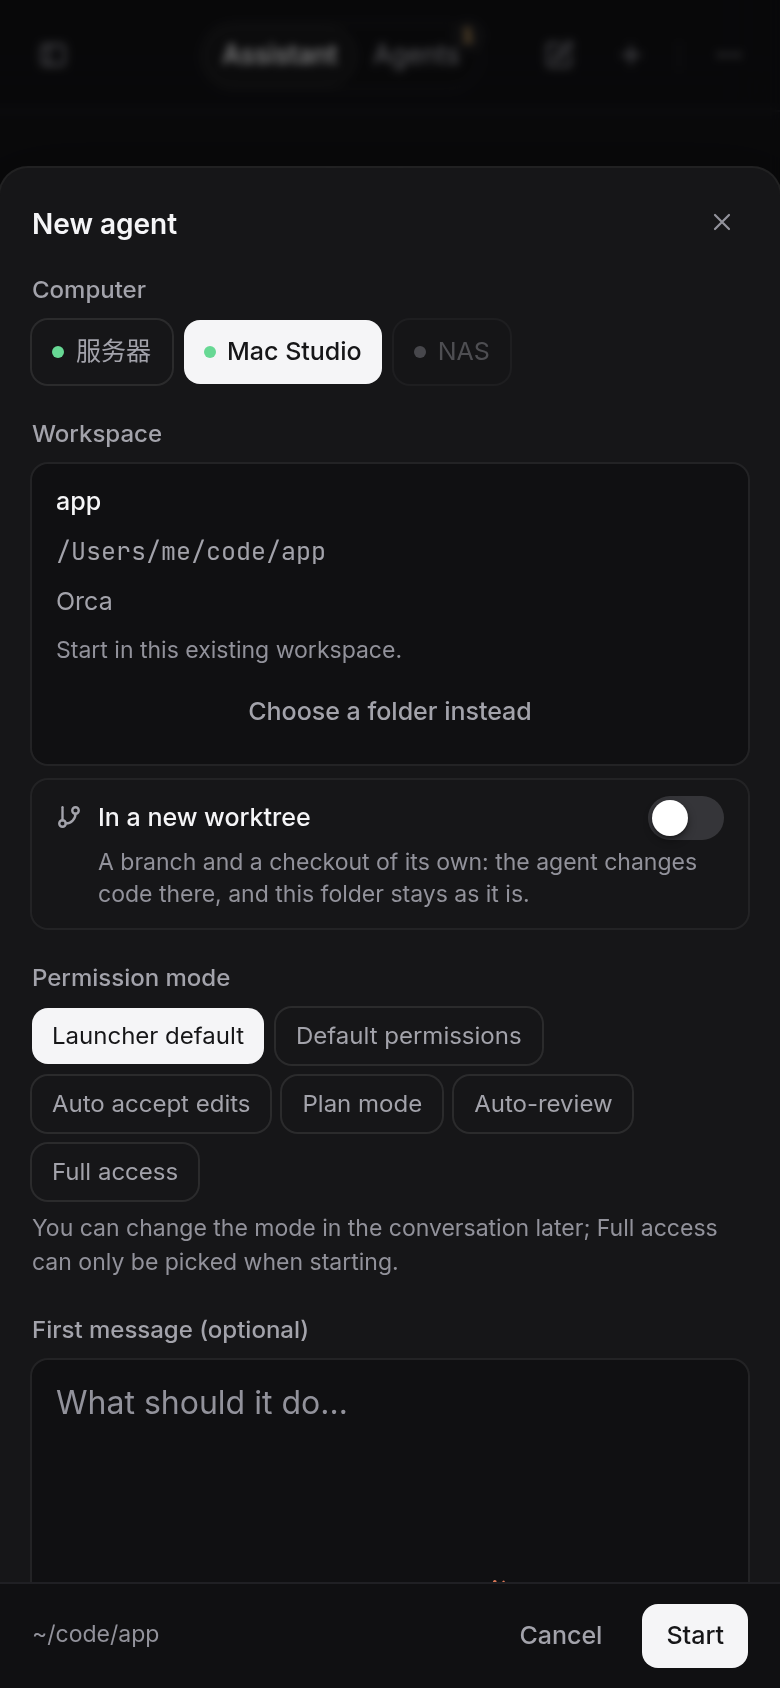 Assistant Agents
New agent
Computer
服务器 Mac Studio NAS
Workspace
app
/Users/me/code/app
Orca
Start in this existing workspace.
Choose a folder instead
In a new worktree
A branch and a checkout of its own: the agent changes
code there, and this folder stays as it is.
Permission mode
Launcher default Default permissions
Auto accept edits Plan mode Auto-review
Full access
You can change the mode in the conversation later; Full access
can only be picked when starting.
First message (optional)
What should it do...
~/code/app Cancel Start